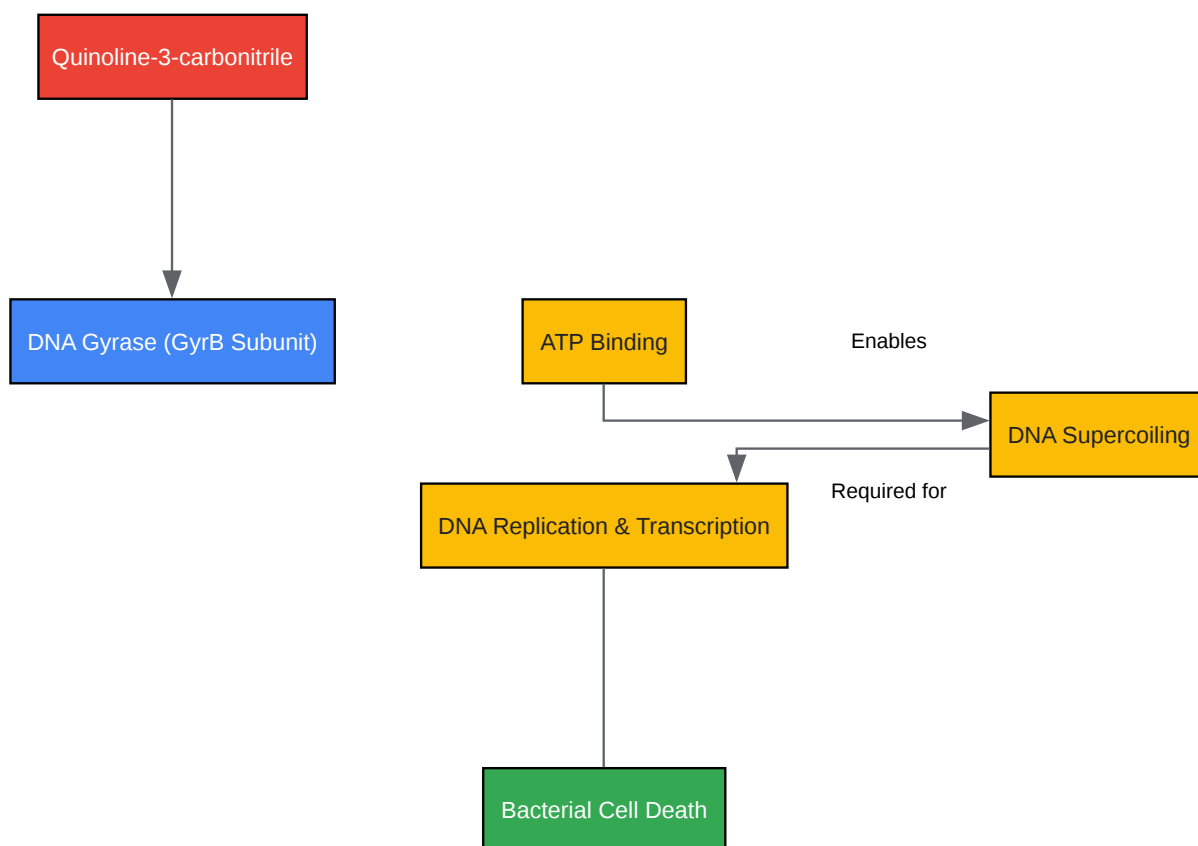 Quinoline-3-carbonitrile
DNA Gyrase (GyrB Subunit)
ATP Binding
Enables
DNA Supercoiling
Required for
DNA Replication & Transcription
Bacterial Cell Death